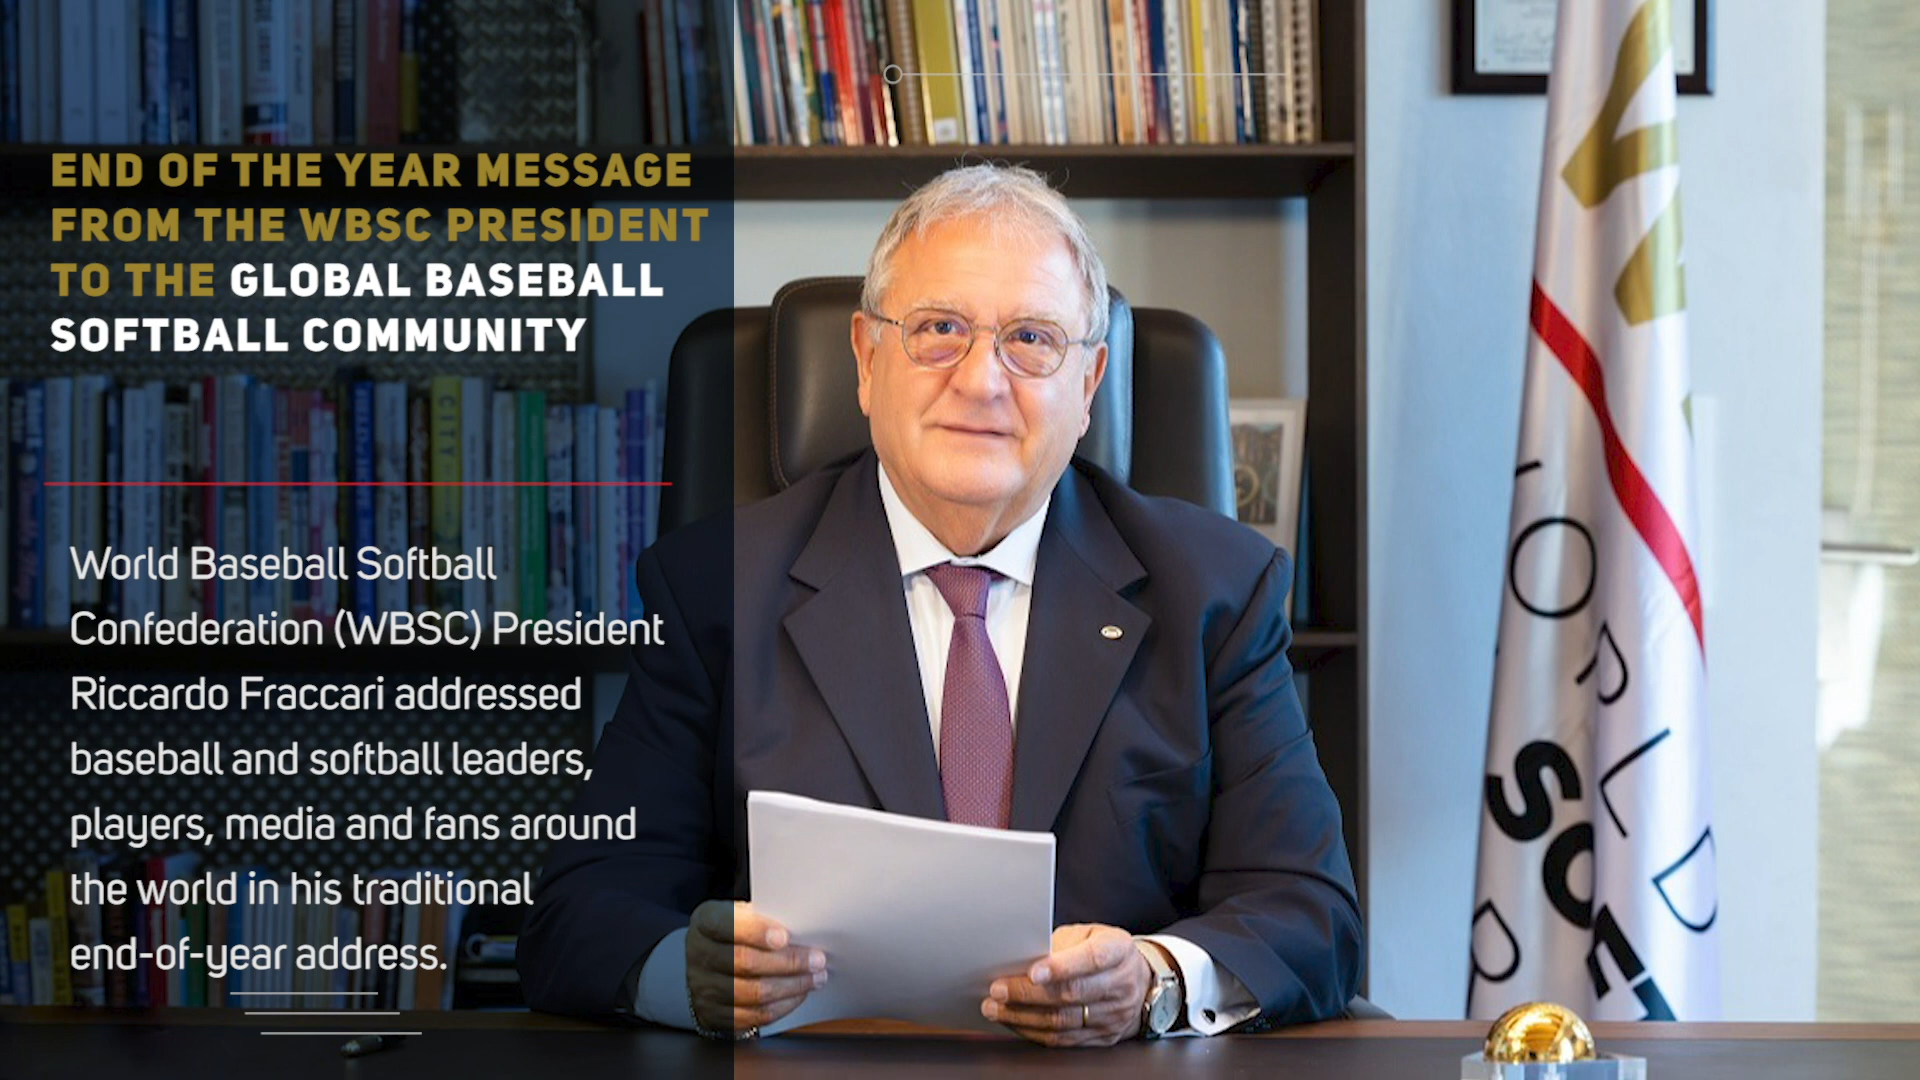 END OF THE YEAR MESSAGE
FROM THE WBSC PRESIDENT
TO THE GLOBAL BASEBALL
SOFTBALL COMMUNITY
World Baseball Softball
Confederation (WBSC) President
Riccardo Fraccari addressed
baseball and softball leaders,
players, media and fans around
the world in his traditional
end-of-year address.
CITY